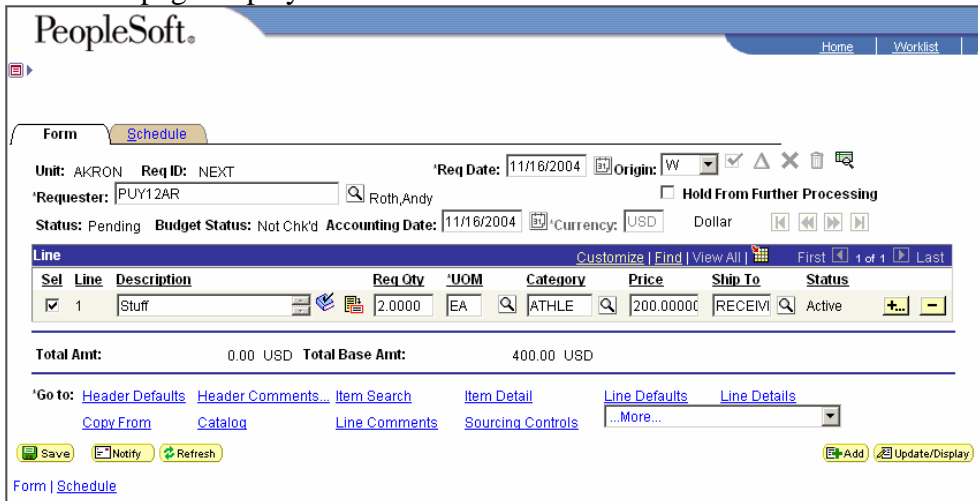 PeopleSoft®
Home | Worklist
Form Schedule
Unit: AKRON Req ID: NEXT *Req Date: 11/16/2004 Origin: W
*Requester: PUY12AR Roth,Andy Hold From Further Processing
Status: Pending Budget Status: Not Chk'd Accounting Date: 11/16/2004 *Currency: USD Dollar
Line Customize | Find | View All | First 1 of 1 Last
Sel Line Description Req Qty *UOM Category Price Ship To Status
1 Stuff 2.0000 EA ATHLE 200.0000 RECEIVI Active
Total Amt: 0.00 USD Total Base Amt: 400.00 USD
*Go to: Header Defaults Header Comments... Item Search Item Detail Line Defaults Line Details
Copy From Catalog Line Comments Sourcing Controls ...More...
Save Notify Refresh Add Update/Display
Form | Schedule